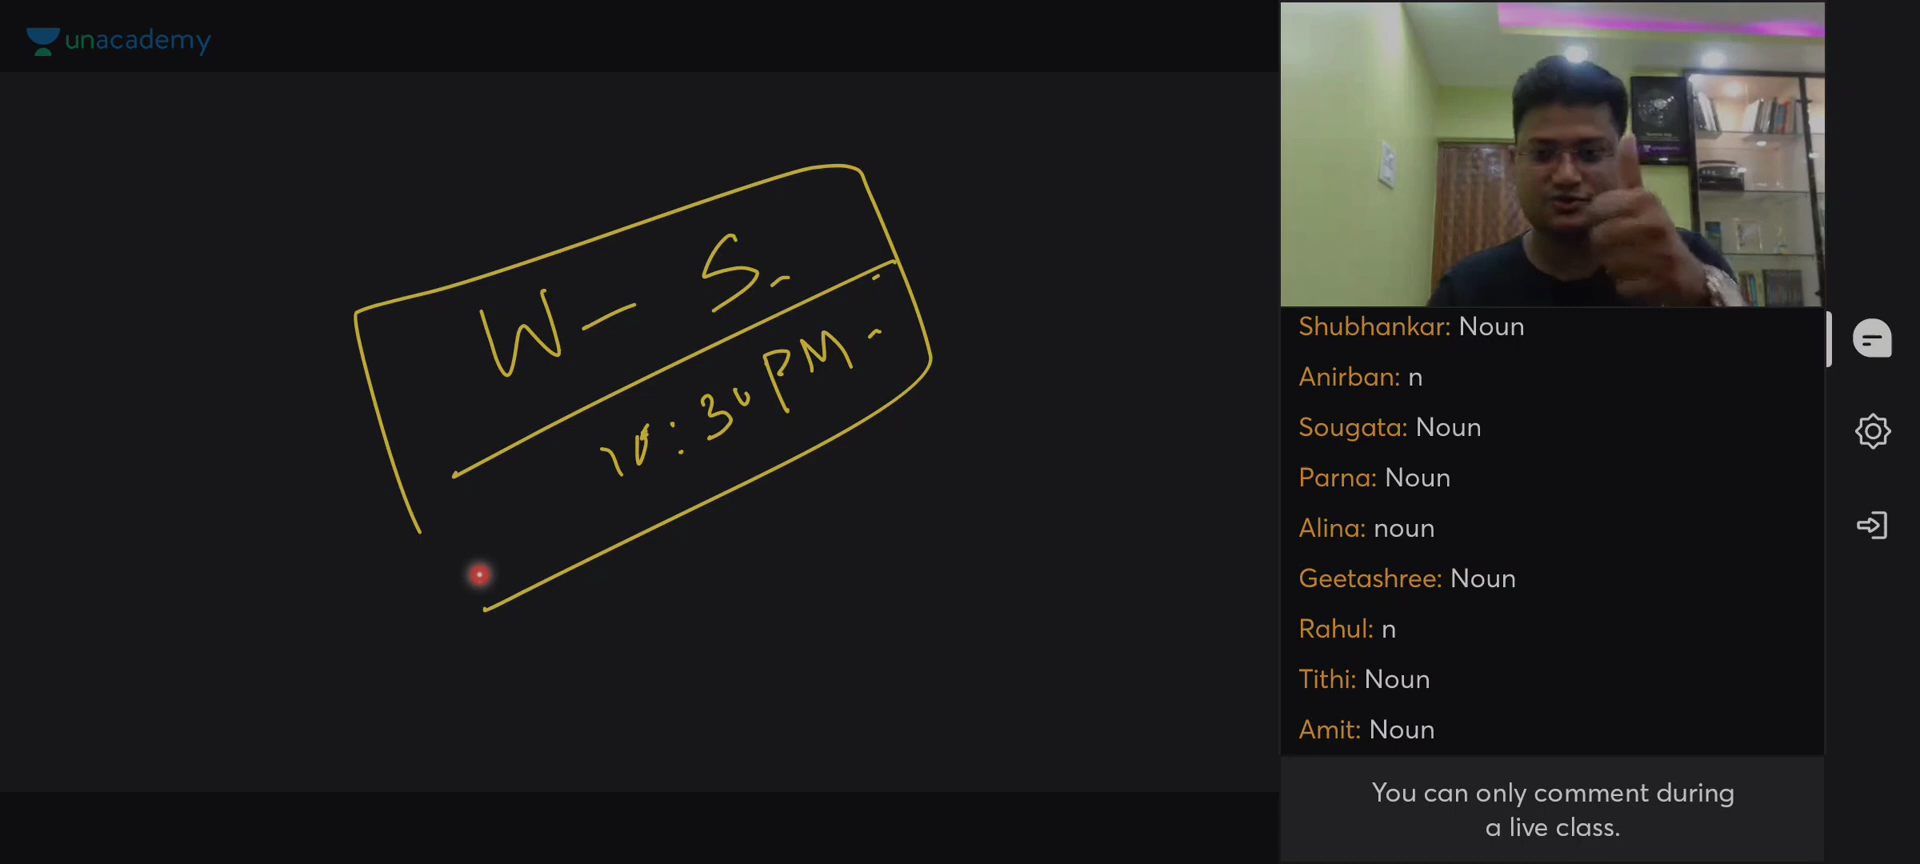 unacademy
W - S.
10:30 PM -
Shubhankar: Noun
Anirban: n
Sougata: Noun
Parna: Noun
Alina: noun
Geetashree: Noun
Rahul: n
Tithi: Noun
Amit: Noun
You can only comment during
a live class.